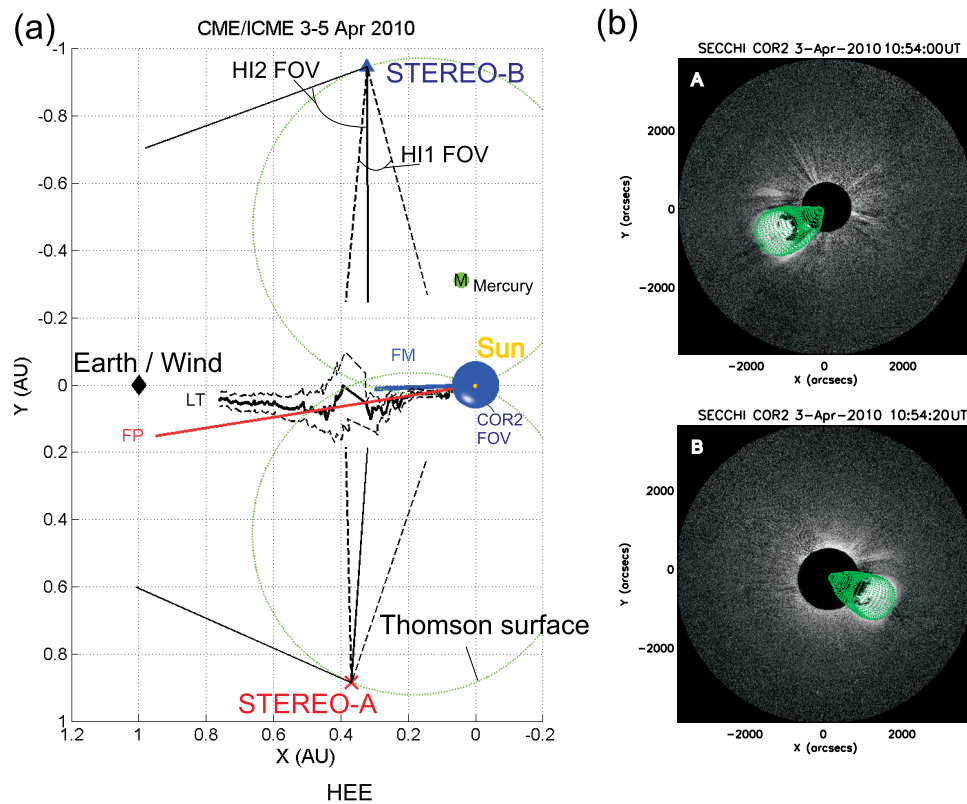 (a)
CME/ICME 3-5 Apr 2010
-1
-0.8
-0.6
-0.4
-0.2
0
0.2
0.4
0.6
0.8
1
Y (AU)
HI2 FOV
STEREO-B
HI1 FOV
M
Mercury
Earth / Wind
FM
Sun
LT
FP
COR2
FOV
Thomson surface
STEREO-A
1.2
1
0.8
0.6
0.4
0.2
0
-0.2
X (AU)
HEE
(b)
SECCHI COR2 3-Apr-2010 10:54:00UT
A
2000
0
-2000
Y (arcsecs)
-2000
0
2000
X (arcsecs)
SECCHI COR2 3-Apr-2010 10:54:20UT
B
2000
0
-2000
Y (arcsecs)
-2000
0
2000
X (arcsecs)